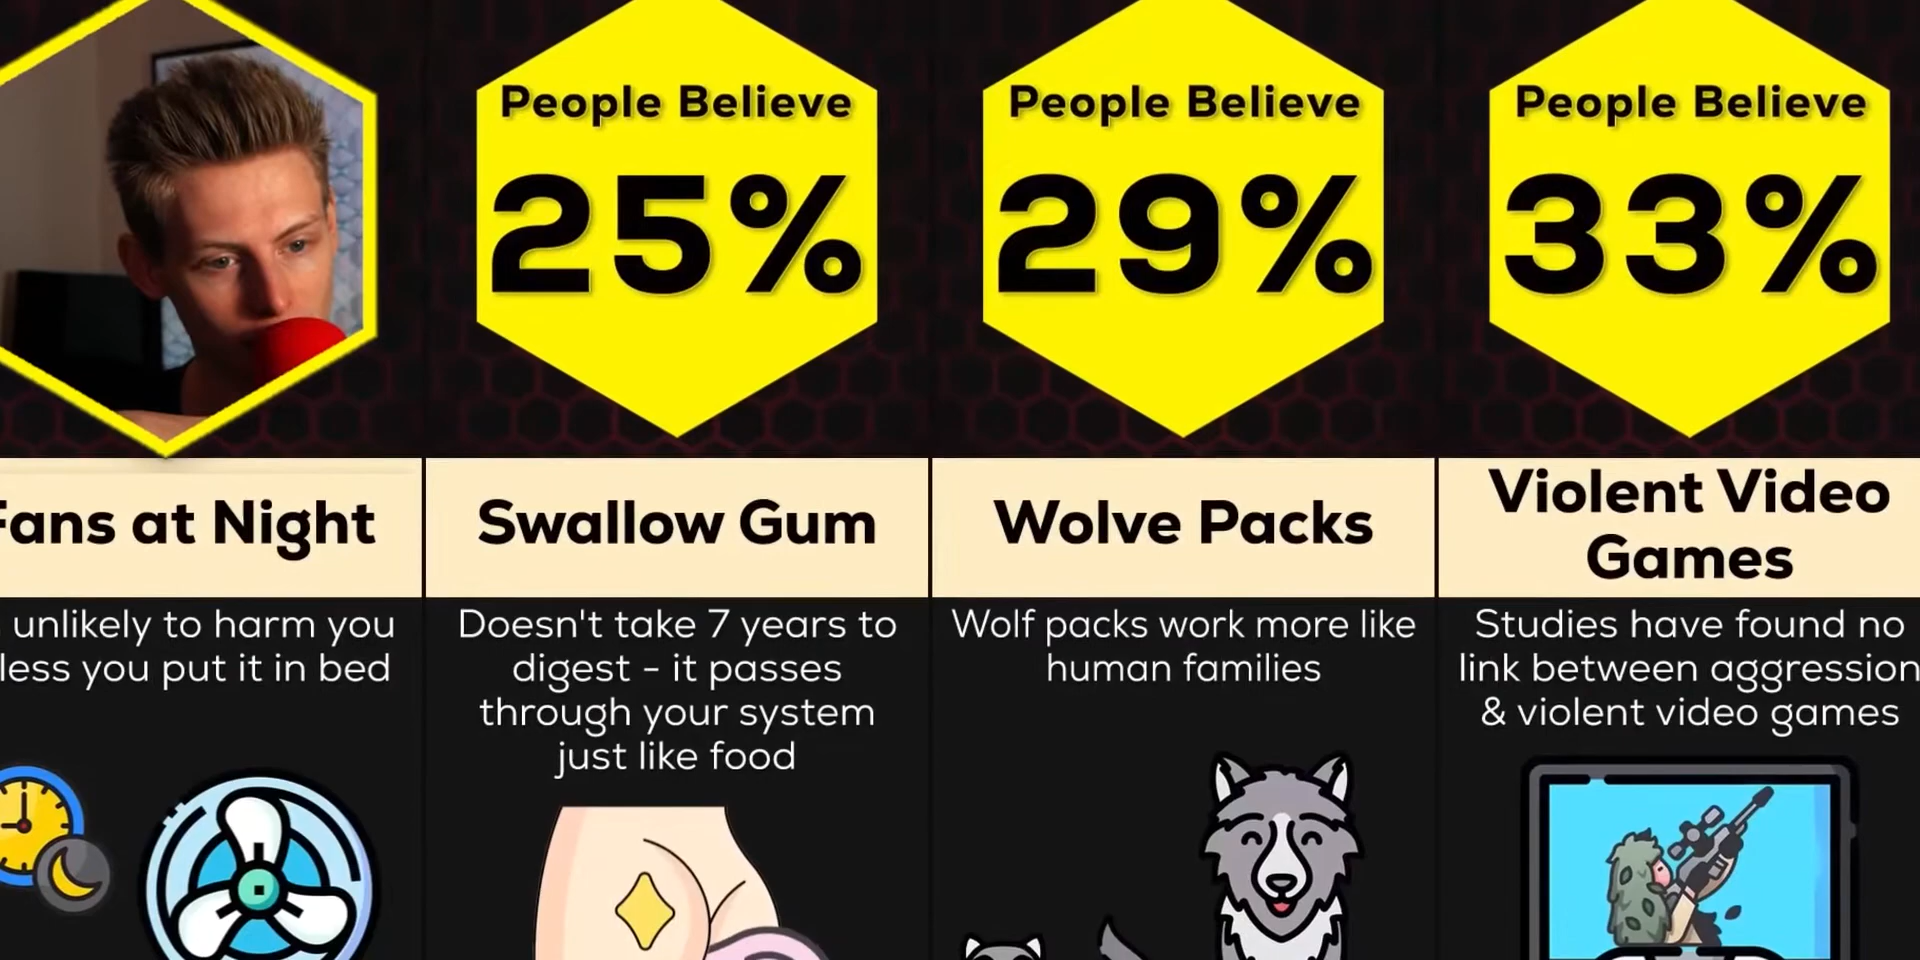 People Believe
25%
People Believe
29%
People Believe
33%
Fans at Night
unlikely to harm you
less you put it in bed
Swallow Gum
Doesn't take 7 years to
digest - it passes
through your system
just like food
Wolve Packs
Wolf packs work more like
human families
Violent Video
Games
Studies have found no
link between aggression
& violent video games